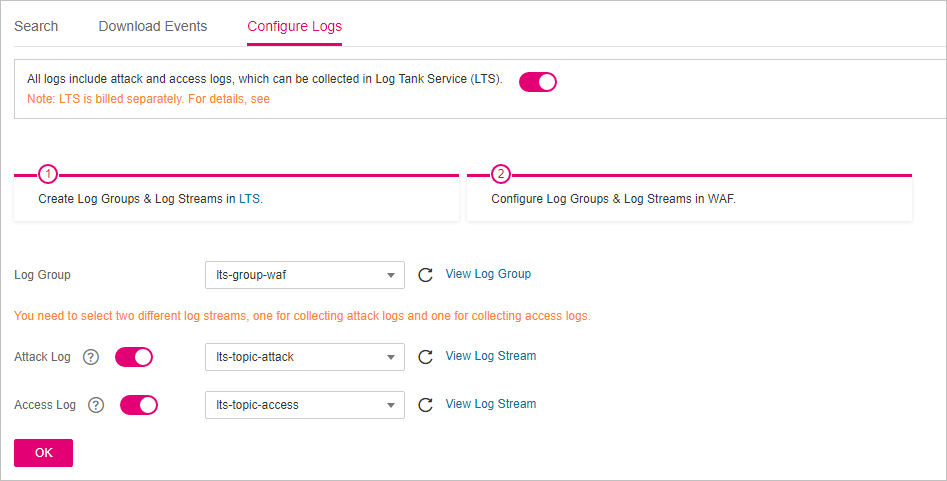 Search Download Events Configure Logs
All logs include attack and access logs, which can be collected in Log Tank Service (LTS).
Note: LTS is billed separately. For details, see
1 2
Create Log Groups & Log Streams in LTS. Configure Log Groups & Log Streams in WAF.
Log Group lts-group-waf View Log Group
You need to select two different log streams, one for collecting attack logs and one for collecting access logs.
Attack Log ? lts-topic-attack View Log Stream
Access Log ? lts-topic-access View Log Stream
OK